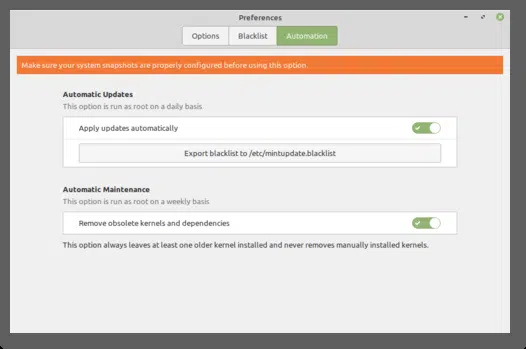 Preferences
Options
Blacklist
Automation
Make sure your system snapshots are properly configured before using this option.
Automatic Updates
This option is run as root on a daily basis
Apply updates automatically
Export blacklist to /etc/mintupdate.blacklist
Automatic Maintenance
This option is run as root on a weekly basis
Remove obsolete kernels and dependencies
This option always leaves at least one older kernel installed and never removes manually installed kernels.